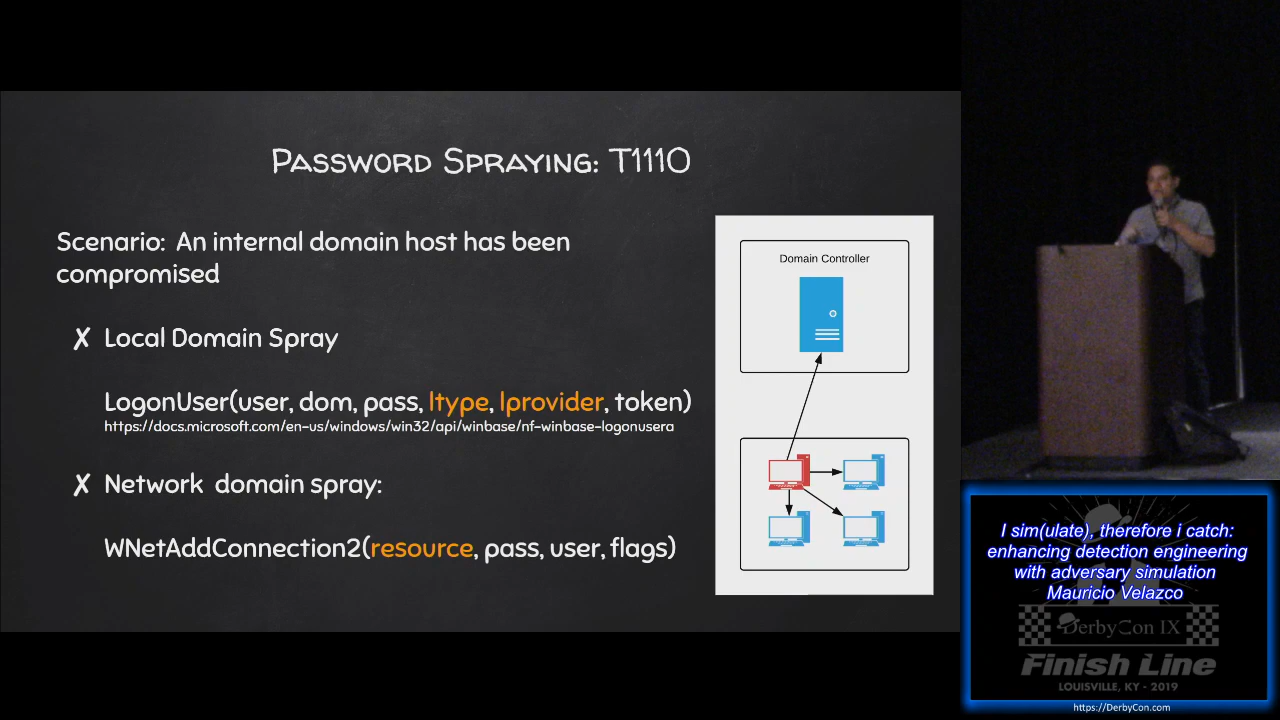 Password Spraying: T1110
Scenario: An internal domain host has been
compromised
✗ Local Domain Spray
LogonUser(user, dom, pass, ltype, lprovider, token)
https://docs.microsoft.com/en-us/windows/win32/api/winbase/nf-winbase-logonusera
✗ Network domain spray:
WNetAddConnection2(resource, pass, user, flags)
Domain Controller
I sim(ulate), therefore i catch:
enhancing detection engineering
with adversary simulation
Mauricio Velazco
DerbyCon IX
Finish Line
LOUISVILLE, KY - 2019
https://DerbyCon.com